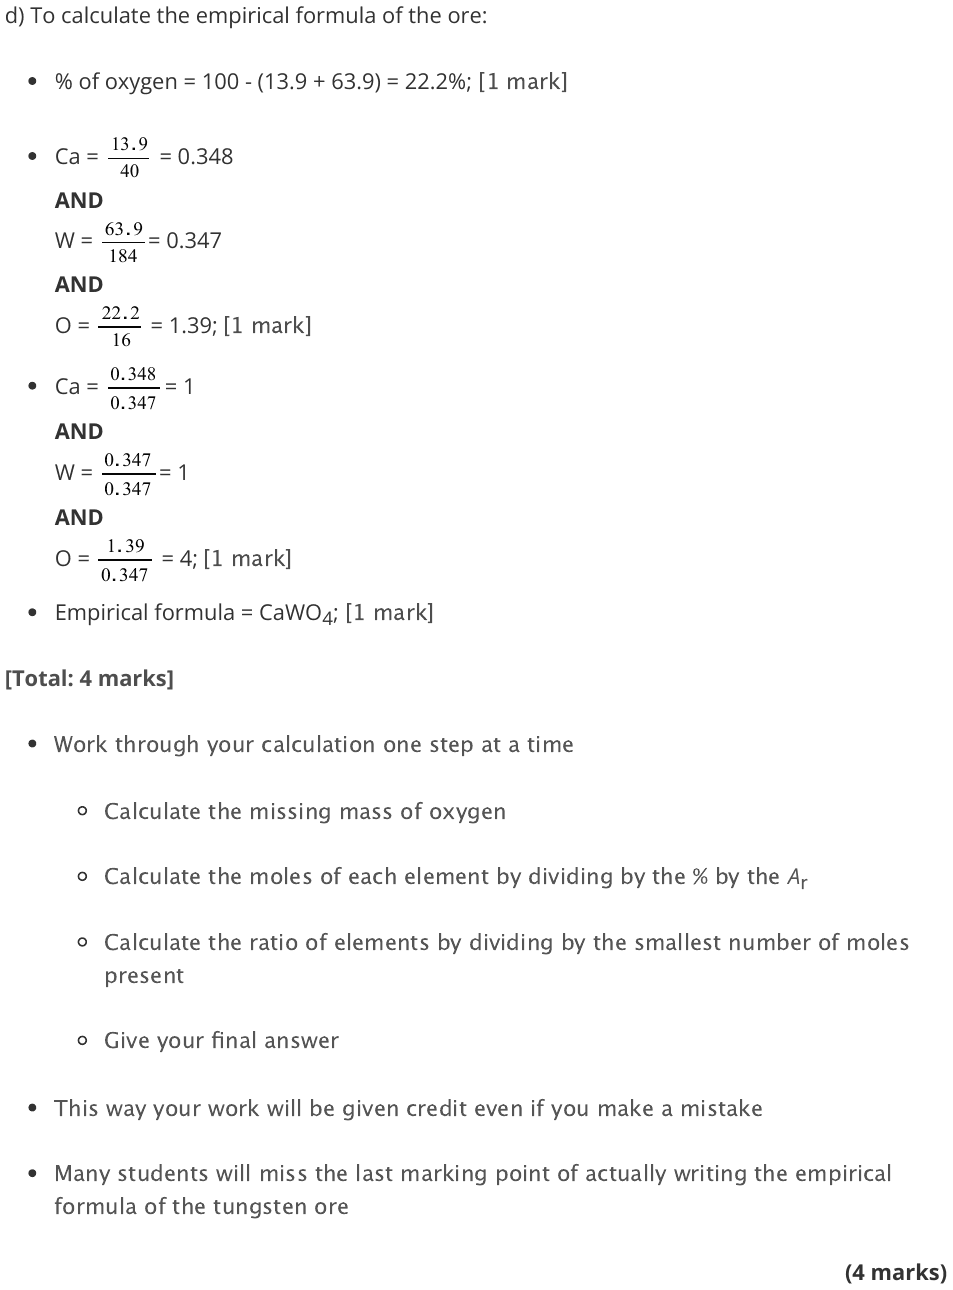 d) To calculate the empirical formula of the ore:
• % of oxygen = 100 - (13.9 + 63.9) = 22.2%; [1 mark]
• Ca = 13.9/40 = 0.348
AND
W = 63.9/184 = 0.347
AND
O = 22.2/16 = 1.39; [1 mark]
• Ca = 0.348/0.347 = 1
AND
W = 0.347/0.347 = 1
AND
O = 1.39/0.347 = 4; [1 mark]
• Empirical formula = CaWO₄; [1 mark]
[Total: 4 marks]
• Work through your calculation one step at a time
○ Calculate the missing mass of oxygen
○ Calculate the moles of each element by dividing by the % by the Aᵣ
○ Calculate the ratio of elements by dividing by the smallest number of moles
present
○ Give your final answer
• This way your work will be given credit even if you make a mistake
• Many students will miss the last marking point of actually writing the empirical
formula of the tungsten ore
(4 marks)